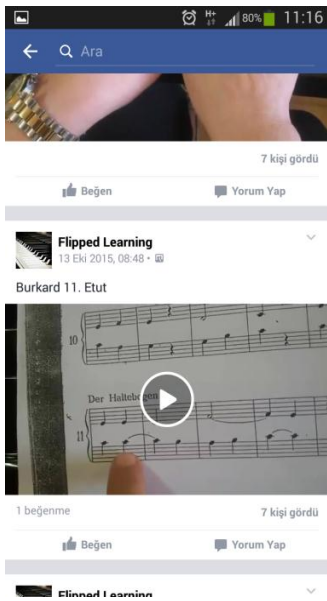 H+ 80% 11:16
Ara
7 kişi gördü
Beğen Yorum Yap
Flipped Learning
13 Eki 2015, 08:48 •
Burkard 11. Etut
10
Der Haltebogen
11
1 beğenme 7 kişi gördü
Beğen Yorum Yap
Flipped Learning